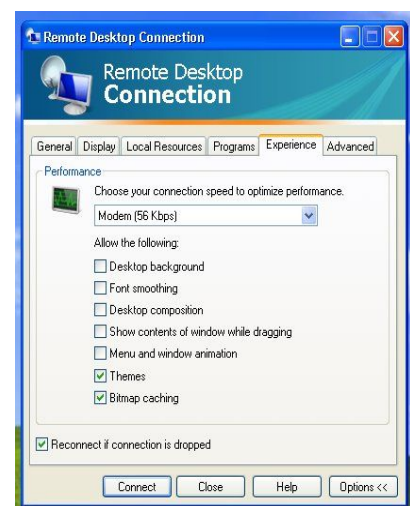 Remote Desktop Connection
Remote Desktop
Connection
General Display Local Resources Programs Experience Advanced
Performance
Choose your connection speed to optimize performance.
Modem (56 Kbps)
Allow the following:
Desktop background
Font smoothing
Desktop composition
Show contents of window while dragging
Menu and window animation
Themes
Bitmap caching
Reconnect if connection is dropped
Connect Close Help Options <<